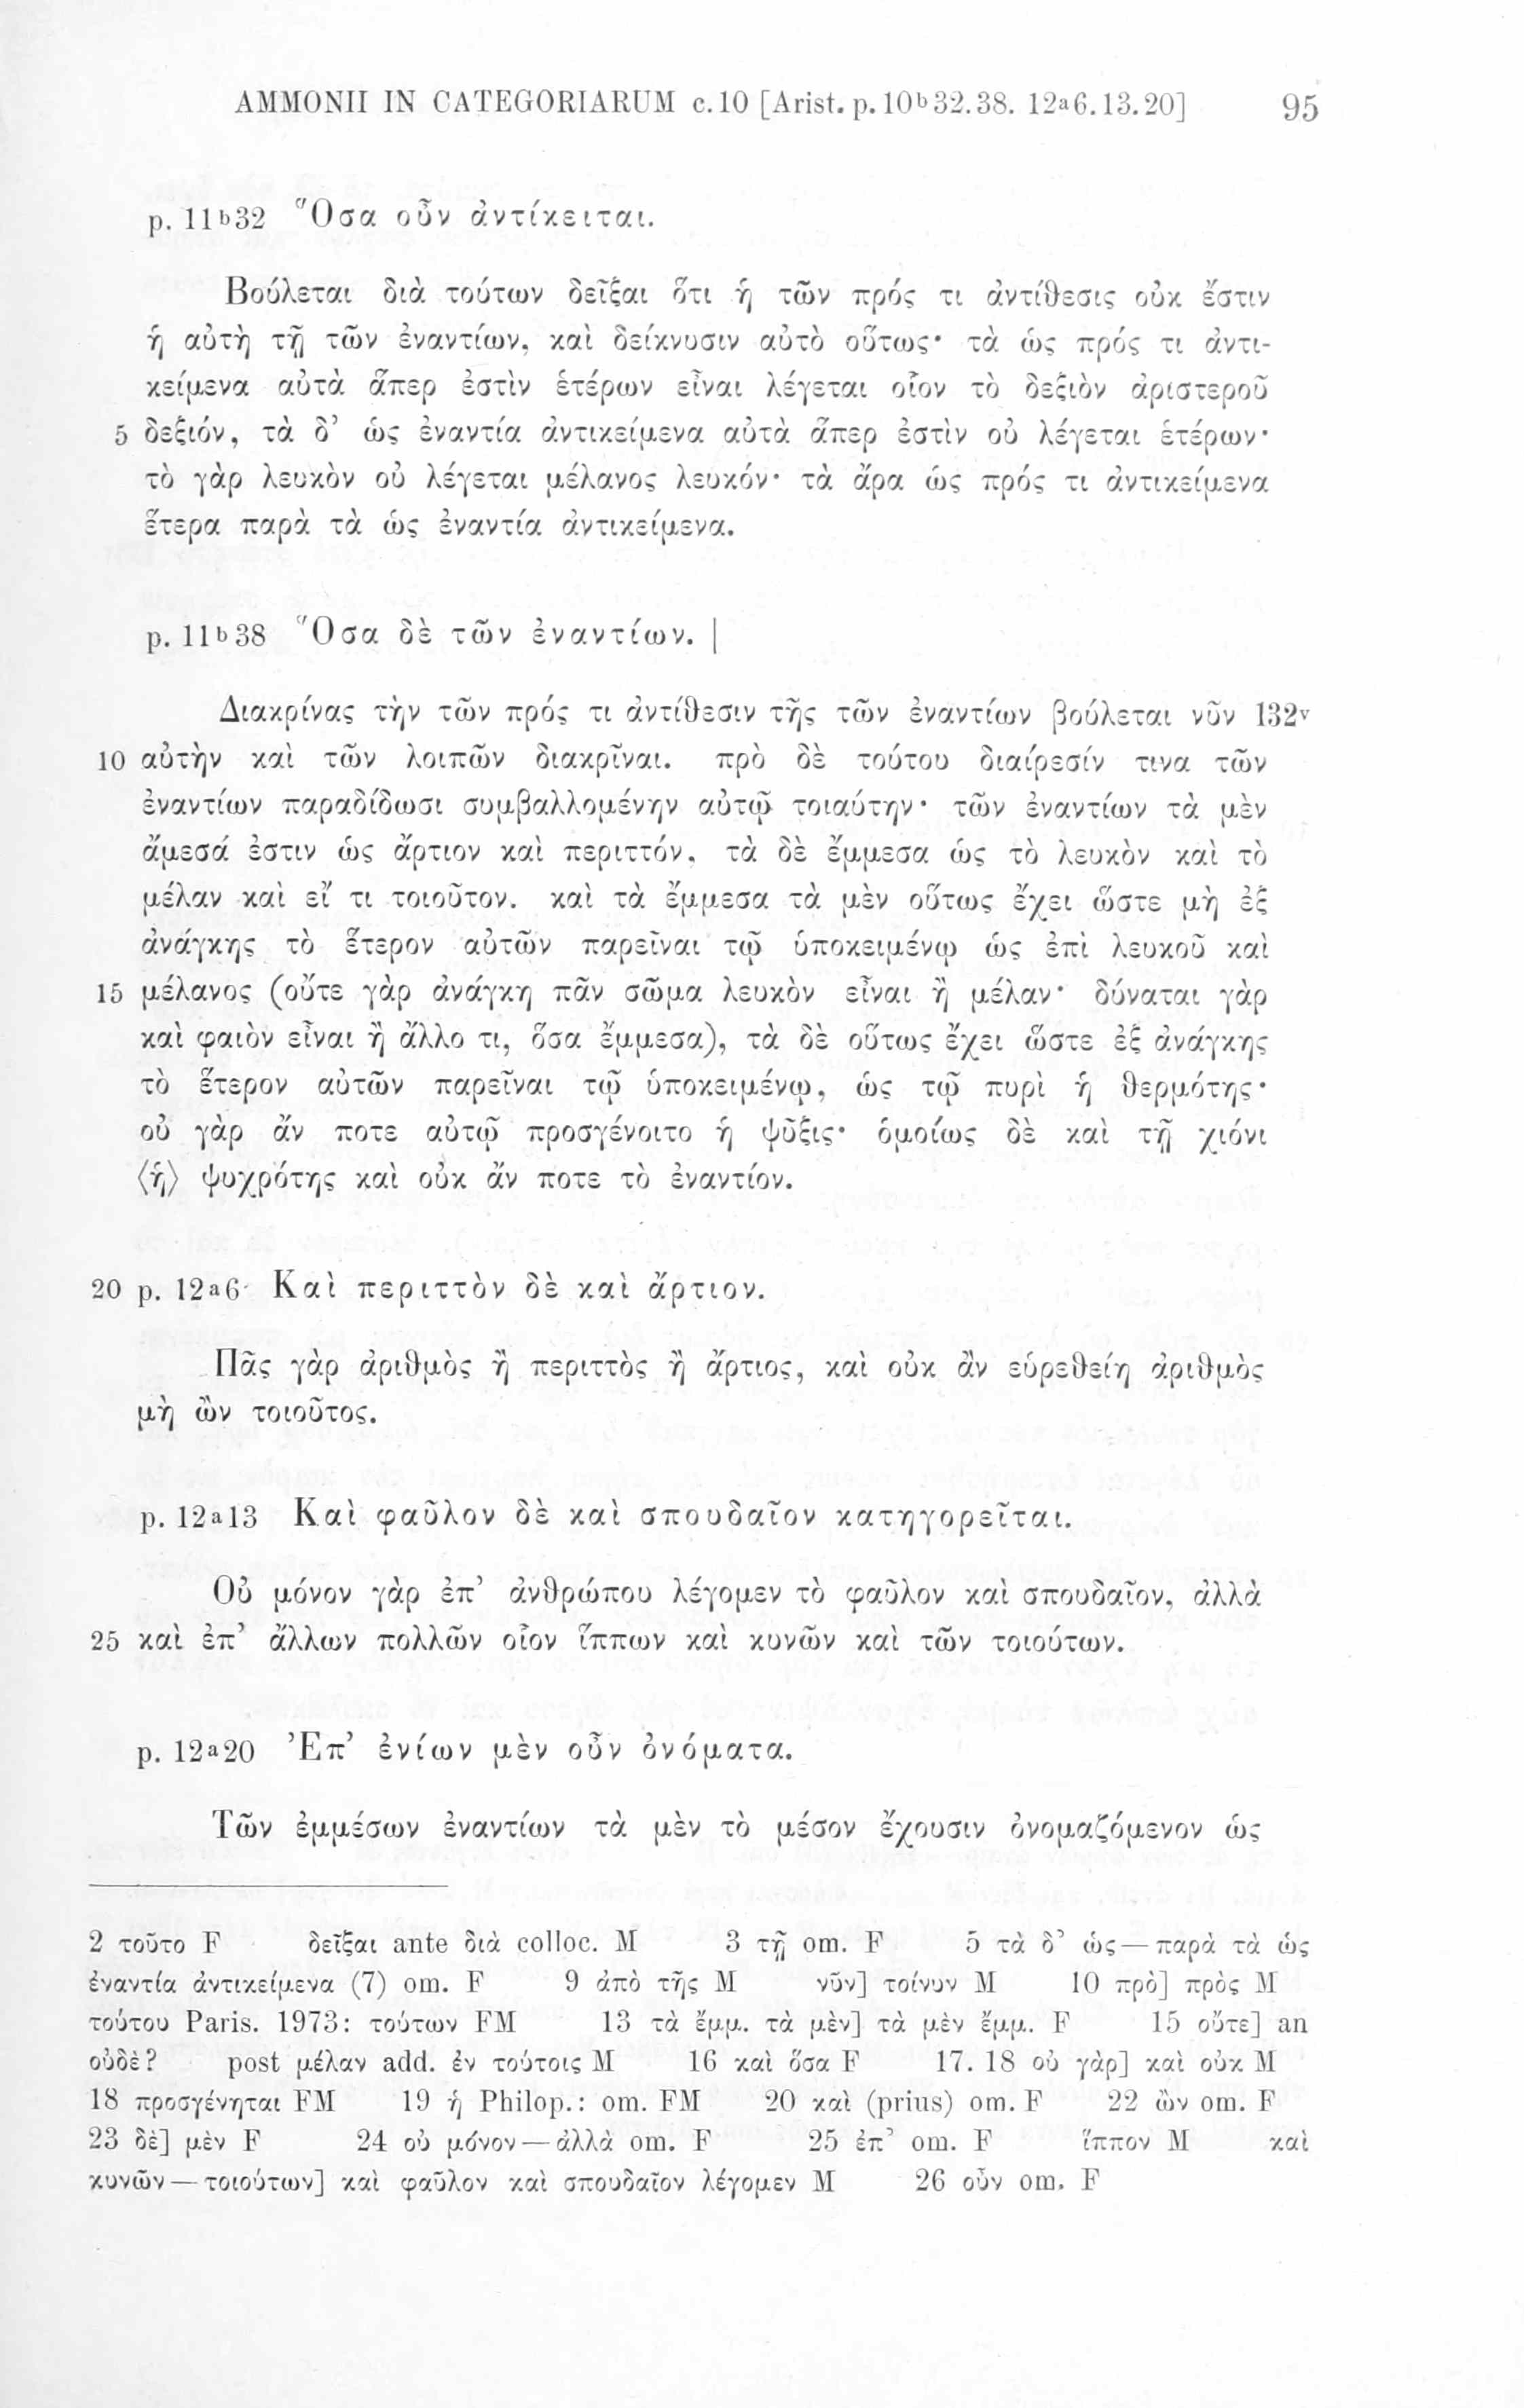 AMMONII IN CATEGORIARUM c. 10 [Arist. p. 10b32. 38. 12a6. 13. 20] 95
p. 11b32 Ὅσα οὖν ἀντίκειται.
Βούλεται διὰ τούτων δεῖξαι ὅτι ἡ τῶν πρός τι ἀντίθεσις οὐκ ἔστιν
ἡ αὐτὴ τῇ τῶν ἐναντίων, καὶ δείκνυσιν αὐτὸ οὕτως· τὰ ὡς πρός τι ἀντι-
κείμενα αὐτὰ ἅπερ ἐστὶν ἑτέρων εἶναι λέγεται οἷον τὸ δεξιὸν ἀριστεροῦ
5 δεξιόν, τὰ δ’ ὡς ἐναντία ἀντικείμενα αὐτὰ ἅπερ ἐστὶν οὐ λέγεται ἑτέρων·
τὸ γὰρ λευκὸν οὐ λέγεται μέλανος λευκόν· τὰ ἄρα ὡς πρός τι ἀντικείμενα
ἕτερα παρὰ τὰ ὡς ἐναντία ἀντικείμενα.
p. 11b38 Ὅσα δὲ τῶν ἐναντίων. |
Διακρίνας τὴν τῶν πρός τι ἀντίθεσιν τῆς τῶν ἐναντίων βούλεται νῦν 132v
10 αὐτὴν καὶ τῶν λοιπῶν διακρῖναι. πρὸ δὲ τούτου διαίρεσίν τινα τῶν
ἐναντίων παραδίδωσι συμβαλλομένην αὐτῷ τοιαύτην· τῶν ἐναντίων τὰ μὲν
ἄμεσά ἐστιν ὡς ἄρτιον καὶ περιττόν, τὰ δὲ ἔμμεσα ὡς τὸ λευκὸν καὶ τὸ
μέλαν καὶ εἴ τι τοιοῦτον. καὶ τὰ ἔμμεσα τὰ μὲν οὕτως ἔχει ὥστε μὴ ἐξ
ἀνάγκης τὸ ἕτερον αὐτῶν παρεῖναι τῷ ὑποκειμένῳ ὡς ἐπὶ λευκοῦ καὶ
15 μέλανος (οὔτε γὰρ ἀνάγκη πᾶν σῶμα λευκὸν εἶναι ἢ μέλαν· δύναται γὰρ
καὶ φαιὸν εἶναι ἢ ἄλλο τι, ὅσα ἔμμεσα), τὰ δὲ οὕτως ἔχει ὥστε ἐξ ἀνάγκης
τὸ ἕτερον αὐτῶν παρεῖναι τῷ ὑποκειμένῳ, ὡς τῷ πυρὶ ἡ θερμότης·
οὐ γὰρ ἄν ποτε αὐτῷ προσγένοιτο ἡ ψῦξις· ὁμοίως δὲ καὶ τῇ χιόνι
⟨ἡ⟩ ψυχρότης καὶ οὐκ ἄν ποτε τὸ ἐναντίον.
20 p. 12a6 Καὶ περιττὸν δὲ καὶ ἄρτιον.
Πᾶς γὰρ ἀριθμὸς ἢ περιττὸς ἢ ἄρτιος, καὶ οὐκ ἂν εὑρεθείη ἀριθμὸς
μὴ ὢν τοιοῦτος.
p. 12a13 Καὶ φαῦλον δὲ καὶ σπουδαῖον κατηγορεῖται.
Οὐ μόνον γὰρ ἐπ’ ἀνθρώπου λέγομεν τὸ φαῦλον καὶ σπουδαῖον, ἀλλὰ
25 καὶ ἐπ’ ἄλλων πολλῶν οἷον ἵππων καὶ κυνῶν καὶ τῶν τοιούτων.
p. 12a20 Ἐπ’ ἐνίων μὲν οὖν ὀνόματα.
Τῶν ἐμμέσων ἐναντίων τὰ μὲν τὸ μέσον ἔχουσιν ὀνομαζόμενον ὡς
2 τοῦτο F δεῖξαι ante διὰ colloc. M 3 τῇ om. F 5 τὰ δ’ ὡς — παρὰ τὰ ὡς
ἐναντία ἀντικείμενα (7) om. F 9 ἀπὸ τῆς M νῦν] τοίνυν M 10 πρὸ] πρὸς M
τούτου Paris. 1973: τούτων FM 13 τὰ ἔμμ. τὰ μὲν] τὰ μὲν ἔμμ. F 15 οὔτε] an
οὐδὲ? post μέλαν add. ἐν τούτοις M 16 καὶ ὅσα F 17. 18 οὐ γὰρ] καὶ οὐκ M
18 προσγένηται FM 19 ἡ Philop.: om. FM 20 καὶ (prius) om. F 22 ὢν om. F
23 δὲ] μὲν F 24 οὐ μόνον — ἀλλὰ om. F 25 ἐπ’ om. F ἵππον M καὶ
κυνῶν — τοιούτων] καὶ φαῦλον καὶ σπουδαῖον λέγομεν M 26 οὖν om. F